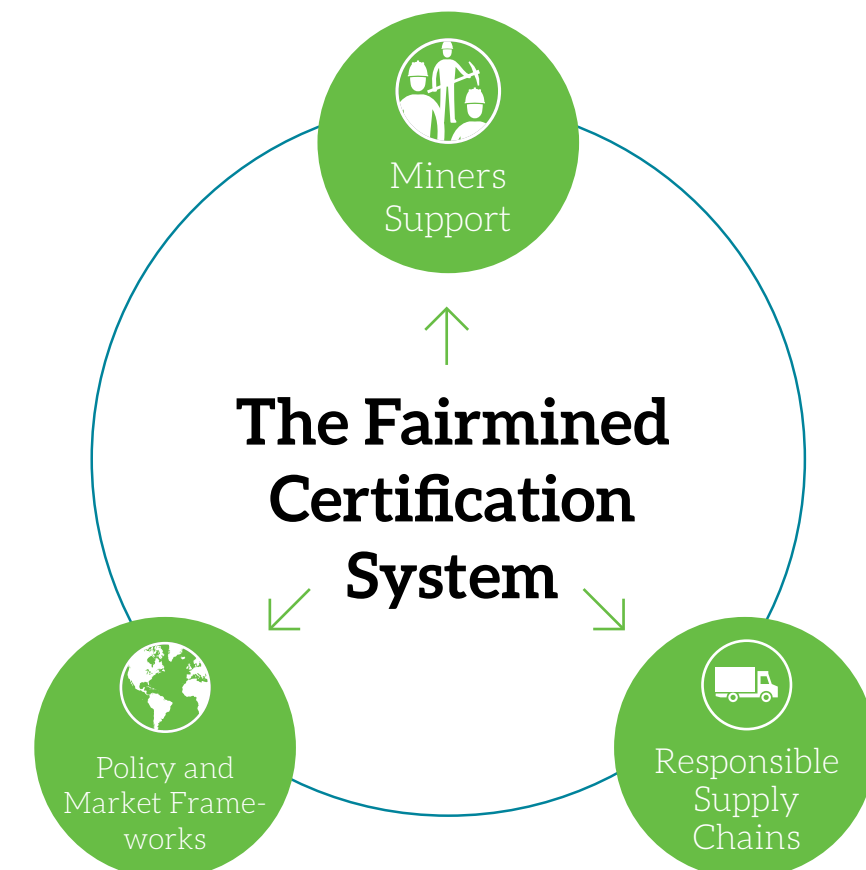 Miners
Support
The Fairmined
Certification
System
Policy and
Market Frame-
works
Responsible
Supply
Chains